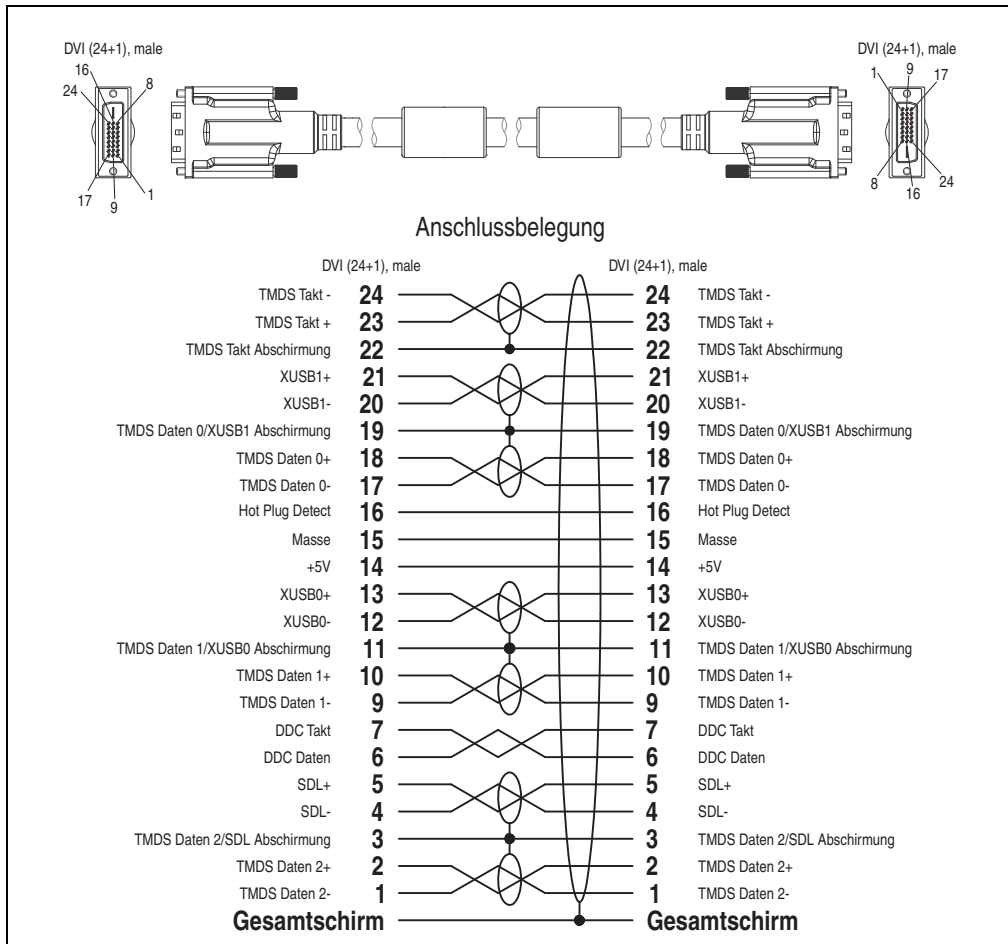 DVI (24+1), male DVI (24+1), male
16 9
1 17
24 8
8 24
17 1 16
9
Anschlussbelegung
DVI (24+1), male DVI (24+1), male
TMDS Takt - 24 24 TMDS Takt -
TMDS Takt + 23 23 TMDS Takt +
TMDS Takt Abschirmung 22 22 TMDS Takt Abschirmung
XUSB1+ 21 21 XUSB1+
XUSB1- 20 20 XUSB1-
TMDS Daten 0/XUSB1 Abschirmung 19 19 TMDS Daten 0/XUSB1 Abschirmung
TMDS Daten 0+ 18 18 TMDS Daten 0+
TMDS Daten 0- 17 17 TMDS Daten 0-
Hot Plug Detect 16 16 Hot Plug Detect
Masse 15 15 Masse
+5V 14 14 +5V
XUSB0+ 13 13 XUSB0+
XUSB0- 12 12 XUSB0-
TMDS Daten 1/XUSB0 Abschirmung 11 11 TMDS Daten 1/XUSB0 Abschirmung
TMDS Daten 1+ 10 10 TMDS Daten 1+
TMDS Daten 1- 9 9 TMDS Daten 1-
DDC Takt 7 7 DDC Takt
DDC Daten 6 6 DDC Daten
SDL+ 5 5 SDL+
SDL- 4 4 SDL-
TMDS Daten 2/SDL Abschirmung 3 3 TMDS Daten 2/SDL Abschirmung
TMDS Daten 2+ 2 2 TMDS Daten 2+
TMDS Daten 2- 1 1 TMDS Daten 2-
Gesamtschirm Gesamtschirm